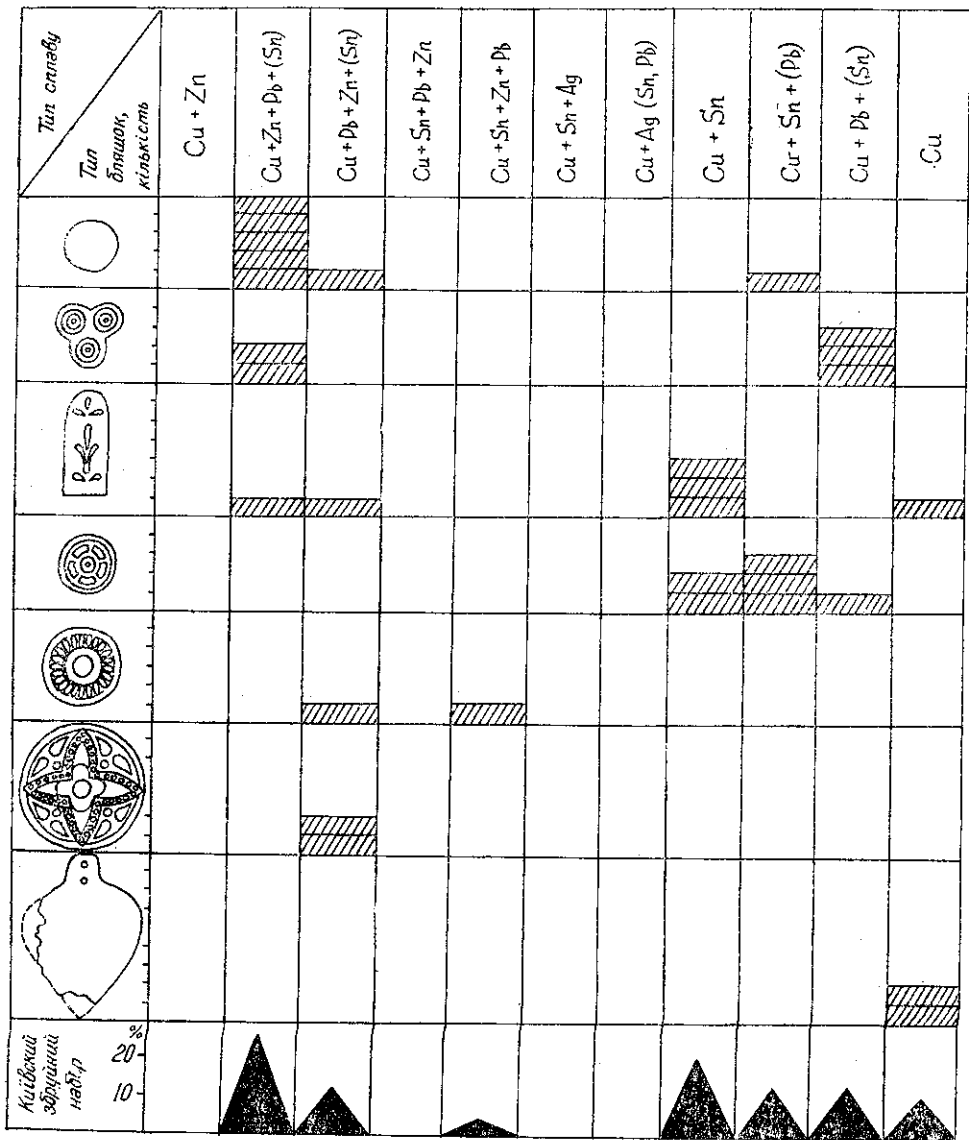 Тип сплаву
Тип
бляшок,
кількість
Cu + Zn
Cu + Zn + Pb + (Sn)
Cu + Pb + Zn + (Sn)
Cu + Sn + Pb + Zn
Cu + Sn + Zn + Pb
Cu + Sn + Ag
Cu + Ag (Sn, Pb)
Cu + Sn
Cu + Sn + (Pb)
Cu + Pb + (Sn)
Cu
Київский
збруйний
набір
%
20
10